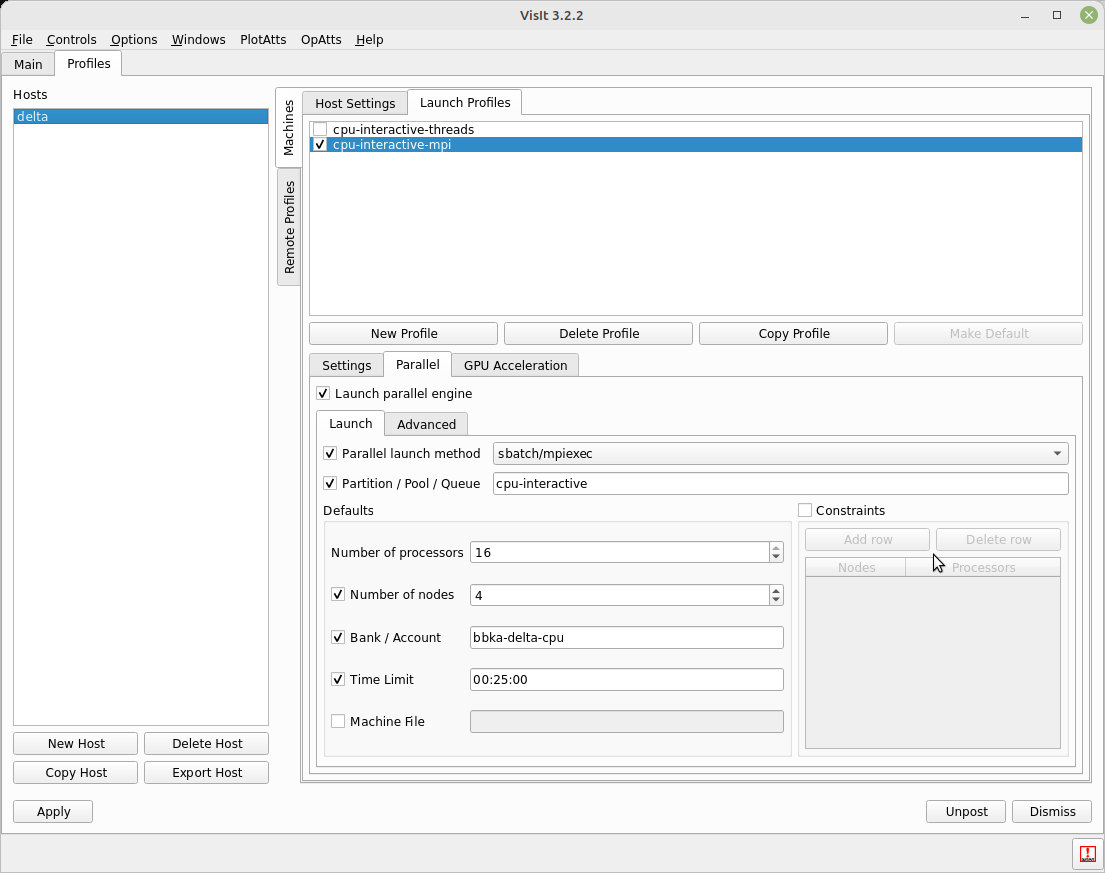 VisIt 3.2.2
File Controls Options Windows PlotAtts OpAtts Help
Main Profiles
Hosts
delta
New Host Delete Host
Copy Host Export Host
Machines
Remote Profiles
Host Settings Launch Profiles
cpu-interactive-threads
cpu-interactive-mpi
New Profile Delete Profile Copy Profile Make Default
Settings Parallel GPU Acceleration
Launch parallel engine
Launch Advanced
Parallel launch method sbatch/mpiexec
Partition / Pool / Queue cpu-interactive
Defaults
Number of processors 16
Number of nodes 4
Bank / Account bbka-delta-cpu
Time Limit 00:25:00
Machine File
Constraints
Add row Delete row
Nodes Processors
Apply Unpost Dismiss